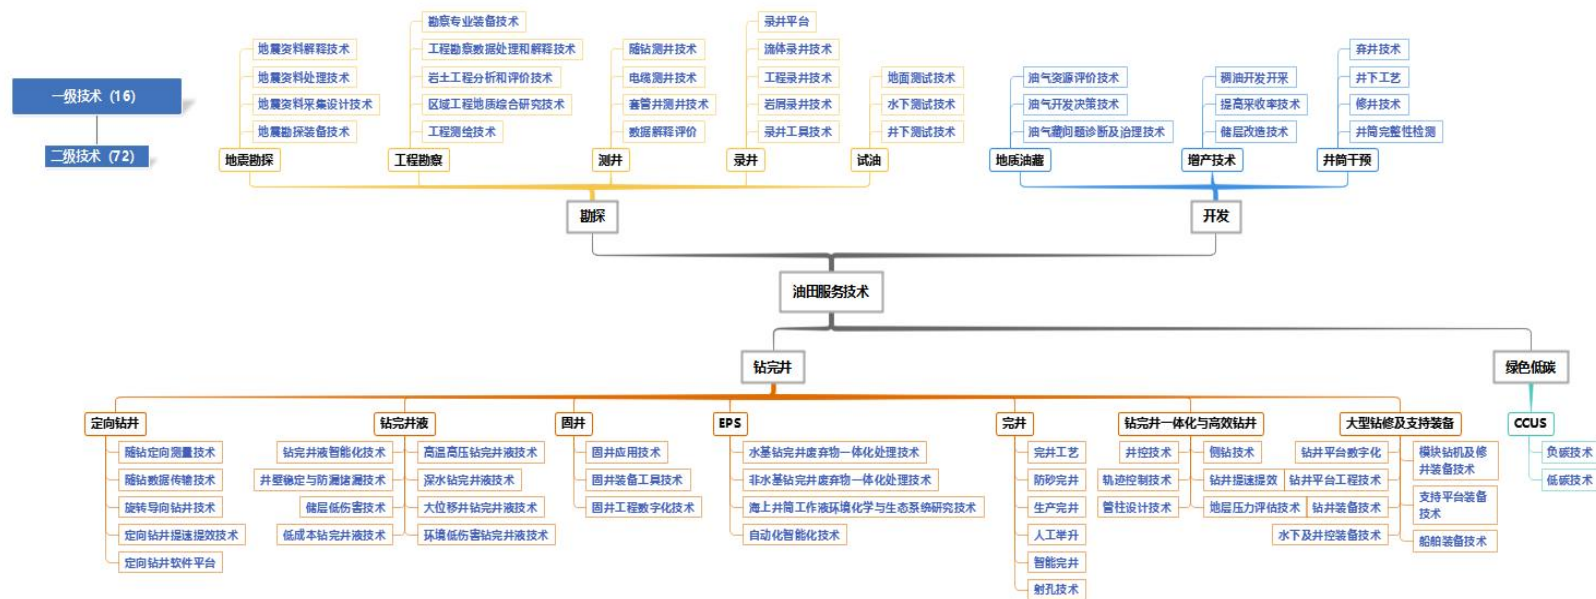 一级技术（16）
二级技术（72）
地震资料解释技术
地震资料处理技术
地震资料采集设计技术
地震勘探装备技术
地震勘探
勘察专业装备技术
工程勘察数据处理和解释技术
岩土工程分析和评价技术
区域工程地质综合研究技术
工程测绘技术
工程勘察
随钻测井技术
电缆测井技术
套管井测井技术
数据解释评价
测井
录井平台
流体录井技术
工程录井技术
岩屑录井技术
录井工具技术
录井
地面测试技术
水下测试技术
井下测试技术
试油
油气资源评价技术
油气开发决策技术
油气藏问题诊断及治理技术
地质油藏
稠油开发开采
提高采收率技术
储层改造技术
增产技术
弃井技术
井下工艺
修井技术
井筒完整性检测
井筒干预
勘探
开发
油田服务技术
钻完井
绿色低碳
定向钻井
随钻定向测量技术
随钻数据传输技术
旋转导向钻井技术
定向钻井提速提效技术
定向钻井软件平台
钻完井液
钻完井液智能化技术
井壁稳定与防漏堵漏技术
储层低伤害技术
低成本钻完井液技术
高温高压钻完井液技术
深水钻完井液技术
大位移井钻完井液技术
环境低伤害钻完井液技术
固井
固井应用技术
固井装备工具技术
固井工程数字化技术
EPS
水基钻完井废弃物一体化处理技术
非水基钻完井废弃物一体化处理技术
海上井筒工作液环境化学与生态系统研究技术
自动化智能化技术
完井
完井工艺
防砂完井
生产完井
人工举升
智能完井
射孔技术
钻完井一体化与高效钻井
井控技术
轨迹控制技术
管柱设计技术
侧钻技术
钻井提速提效
地层压力评估技术
大型钻修及支持装备
钻井平台数字化
钻井平台工程技术
钻井装备技术
水下及井控装备技术
模块钻机及修
井装备技术
支持平台装备
技术
船舶装备技术
CCUS
负碳技术
低碳技术